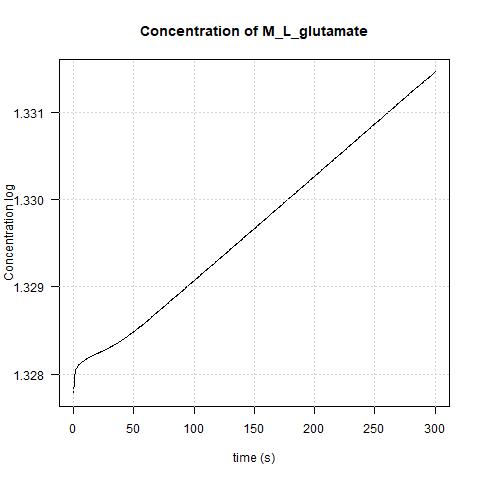 Concentration of M_L_glutamate
Concentration log
1.331
1.330
1.329
1.328
0 50 100 150 200 250 300
time (s)